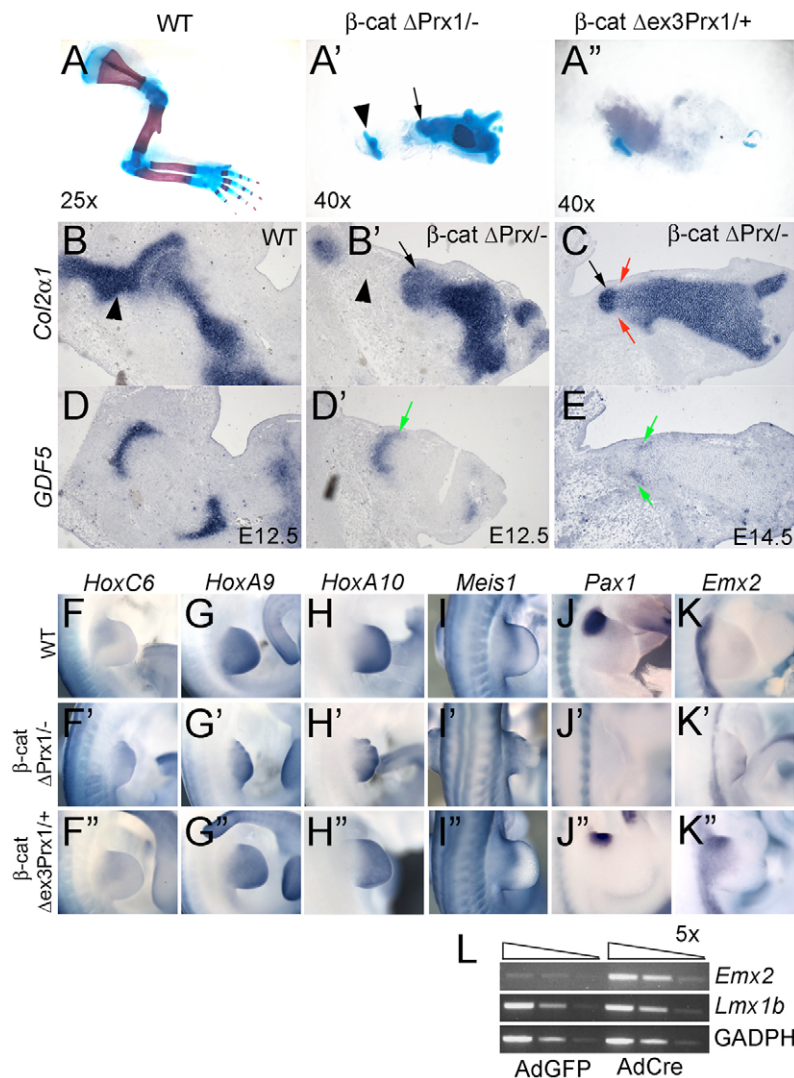 WT β-cat ΔPrx1/- β-cat Δex3Prx1/+
A A' A"
25x 40x 40x
B WT B' β-cat ΔPrx/- C β-cat ΔPrx/-
Col2α1
D D' E
GDF5
E12.5 E12.5 E14.5
HoxC6 HoxA9 HoxA10 Meis1 Pax1 Emx2
F G H I J K
WT
F' G' H' I' J' K'
β-cat
ΔPrx1/-
F" G" H" I" J" K"
β-cat
Δex3Prx1/+
L 5x
Emx2
Lmx1b
GADPH
AdGFP AdCre